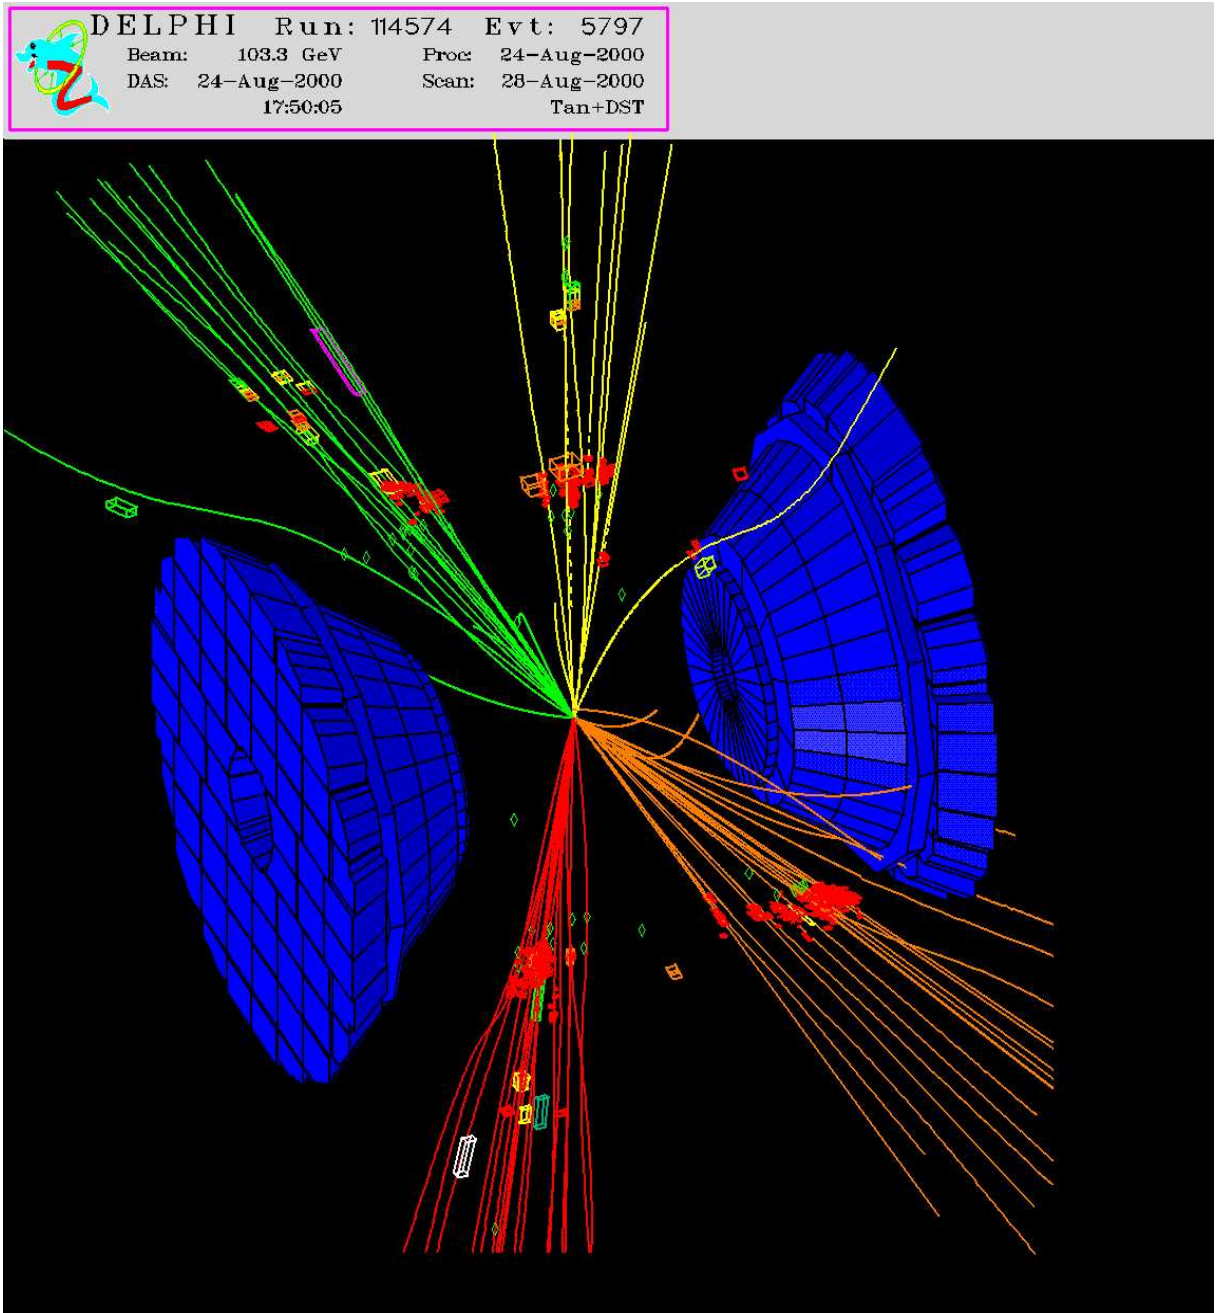 DELPHI Run: 114574 Evt: 5797
Beam: 103.3 GeV Proc: 24-Aug-2000
DAS: 24-Aug-2000 Scan: 28-Aug-2000
17:50:05 Tan+DST